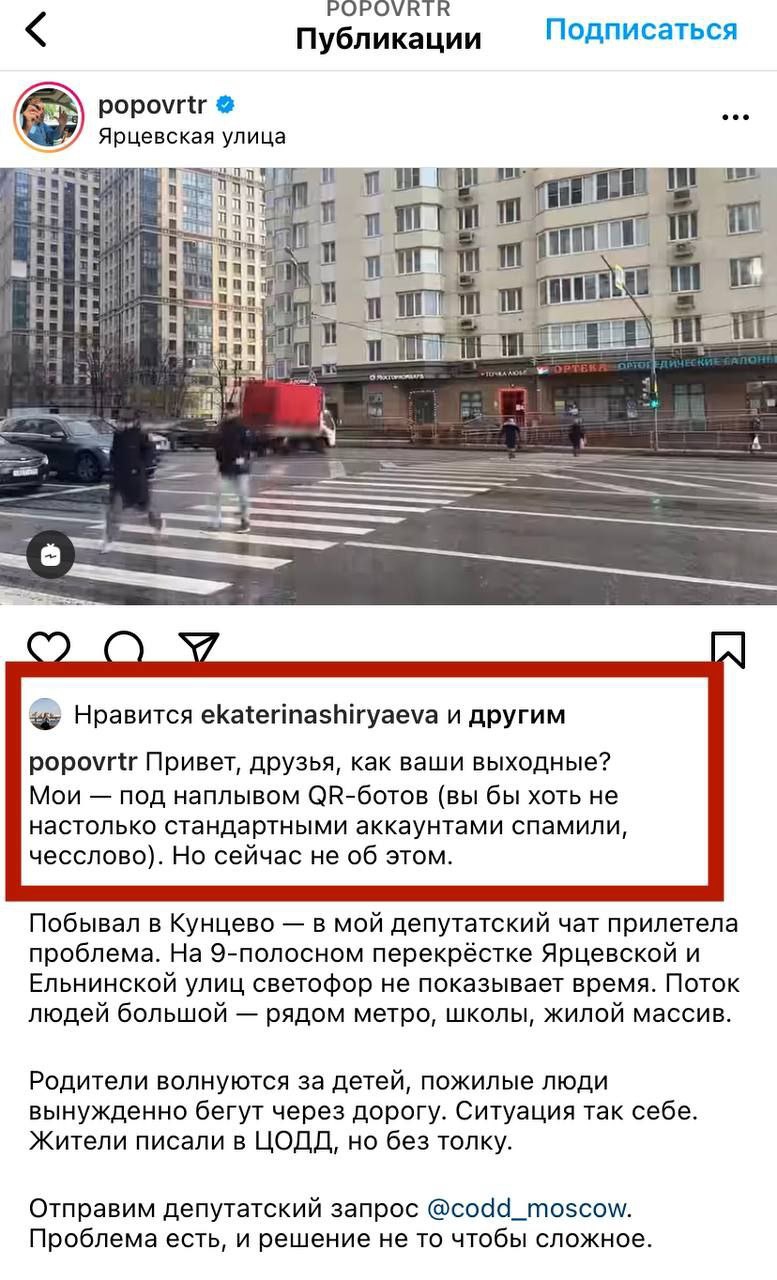 POPOVRTR
Публикации
Подписаться
popovrtr
Ярцевская улица
ОРТЕКА
ОРТОПЕДИЧЕСКИЕ САЛОНЫ
Нравится ekaterinashiryaeva и другим
popovrtr Привет, друзья, как ваши выходные?
Мои — под наплывом QR-ботов (вы бы хоть не
настолько стандартными аккаунтами спамили,
чесслово). Но сейчас не об этом.
Побывал в Кунцево — в мой депутатский чат прилетела
проблема. На 9-полосном перекрёстке Ярцевской и
Ельнинской улиц светофор не показывает время. Поток
людей большой — рядом метро, школы, жилой массив.
Родители волнуются за детей, пожилые люди
вынужденно бегут через дорогу. Ситуация так себе.
Жители писали в ЦОДД, но без толку.
Отправим депутатский запрос @codd_moscow.
Проблема есть, и решение не то чтобы сложное.